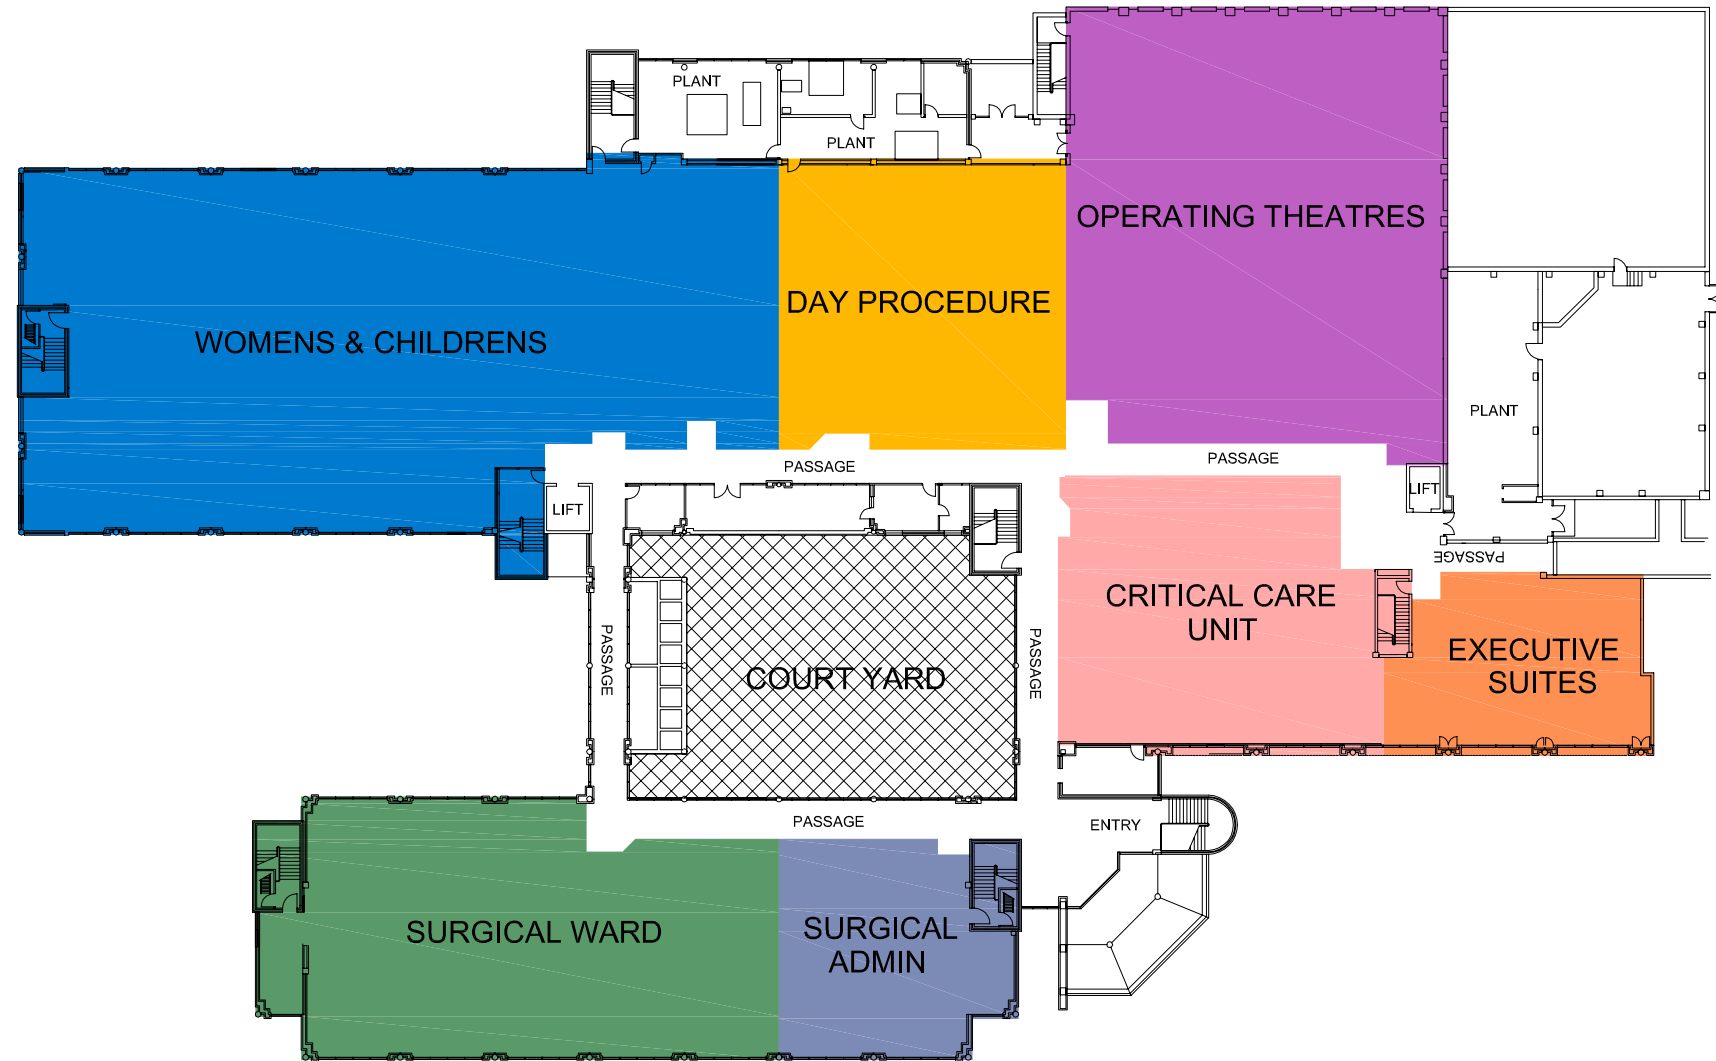 PLANT
PLANT
OPERATING THEATRES
DAY PROCEDURE
WOMENS & CHILDRENS
PLANT
PASSAGE
PASSAGE
LIFT
LIFT
PASSAGE
CRITICAL CARE
UNIT
EXECUTIVE
SUITES
PASSAGE
PASSAGE
COURT YARD
PASSAGE
ENTRY
SURGICAL WARD
SURGICAL
ADMIN